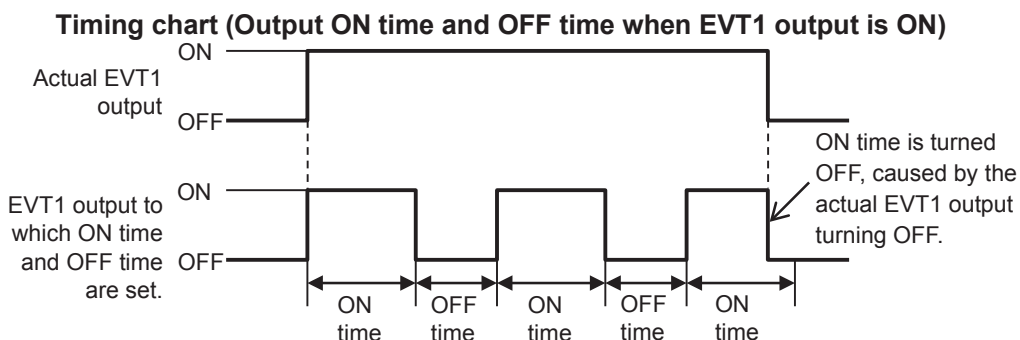 Timing chart (Output ON time and OFF time when EVT1 output is ON)
ON
Actual EVT1
output
OFF
ON time is turned
OFF, caused by the
actual EVT1 output
turning OFF.
ON
EVT1 output to
which ON time
and OFF time
are set.
OFF
ON
time
OFF
time
ON
time
OFF
time
ON
time